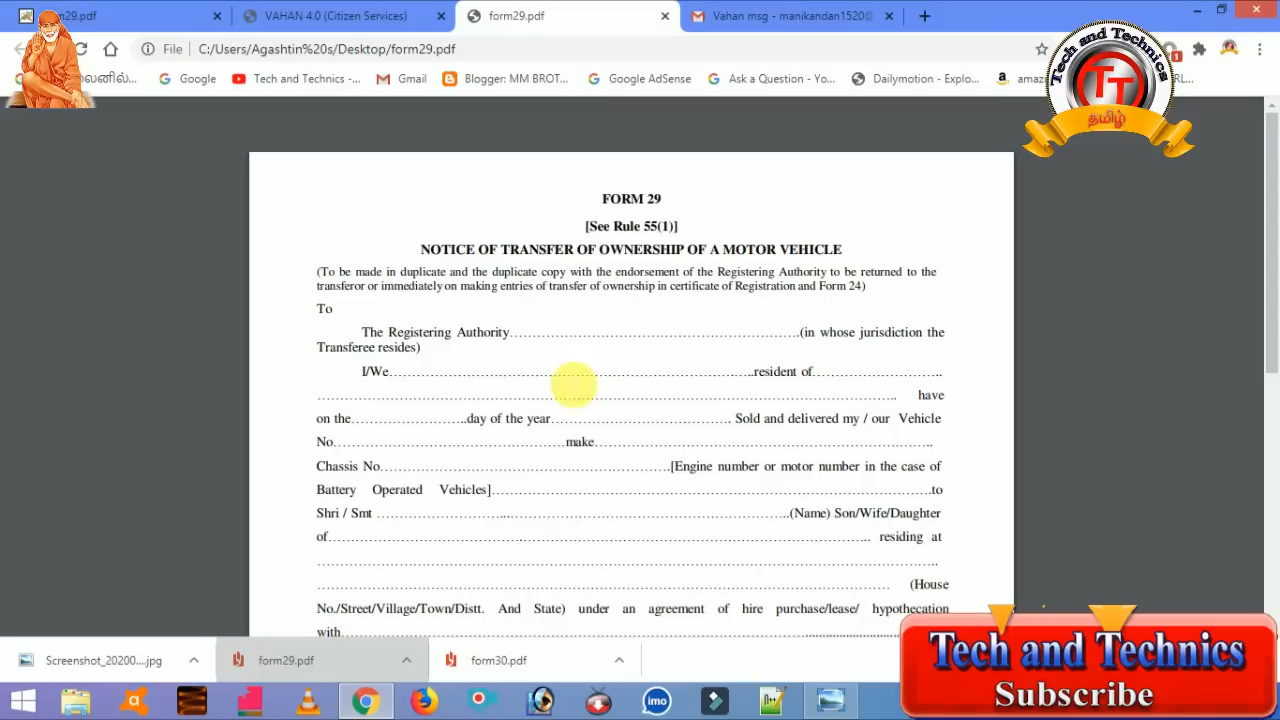 29.pdf
VAHAN 4.0 (Citizen Services)
form29.pdf
Vahan msg - manikandan1520@
File
C:/Users/Agashtin%20s/Desktop/form29.pdf
Google
Tech and Technics -...
Gmail
Blogger: MM BROT...
Google AdSense
Ask a Question - Yo...
Dailymotion - Explo...
Tech and Technics
TT
தமிழ்
FORM 29
[See Rule 55(1)]
NOTICE OF TRANSFER OF OWNERSHIP OF A MOTOR VEHICLE
(To be made in duplicate and the duplicate copy with the endorsement of the Registering Authority to be returned to the
transferor or immediately on making entries of transfer of ownership in certificate of Registration and Form 24)
To
The Registering Authority……………………………………………………….(in whose jurisdiction the
Transferee resides)
I/We……………………………………………………………………..resident of……………………..
……………………………………………………………………………………………………………….. have
on the……………………..day of the year………………………………. Sold and delivered my / our Vehicle
No……………………………………………make………………………………………………………………..
Chassis No……………………………………………………….[Engine number or motor number in the case of
Battery Operated Vehicles]……………………………………………………………………………………….to
Shri / Smt ………………………...……………………………………………………..(Name) Son/Wife/Daughter
of…………………………………….…………………………………………………………….. residing at
………………………………………………………………………………………………………………………..
……………………………………………………………………………………………………………… (House
No./Street/Village/Town/Distt. And State) under an agreement of hire purchase/lease/ hypothecation
with…………………………………………………………………………………
Screenshot_20200....jpg
form29.pdf
form30.pdf
imo
Tech and Technics
Subscribe